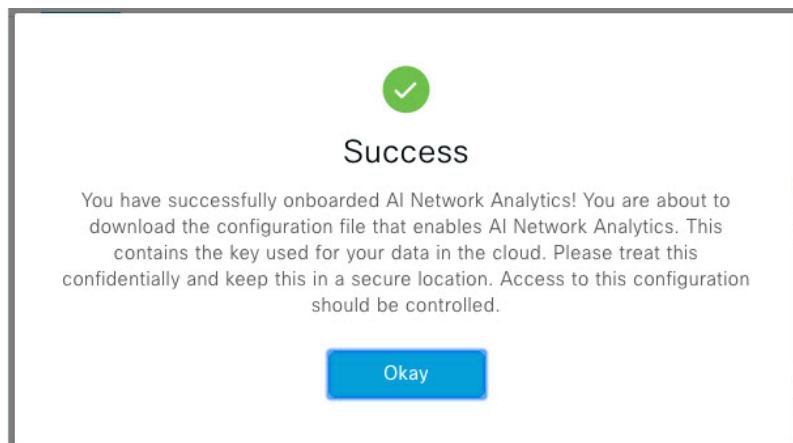 Success
You have successfully onboarded AI Network Analytics! You are about to
download the configuration file that enables AI Network Analytics. This
contains the key used for your data in the cloud. Please treat this
confidentially and keep this in a secure location. Access to this configuration
should be controlled.
Okay